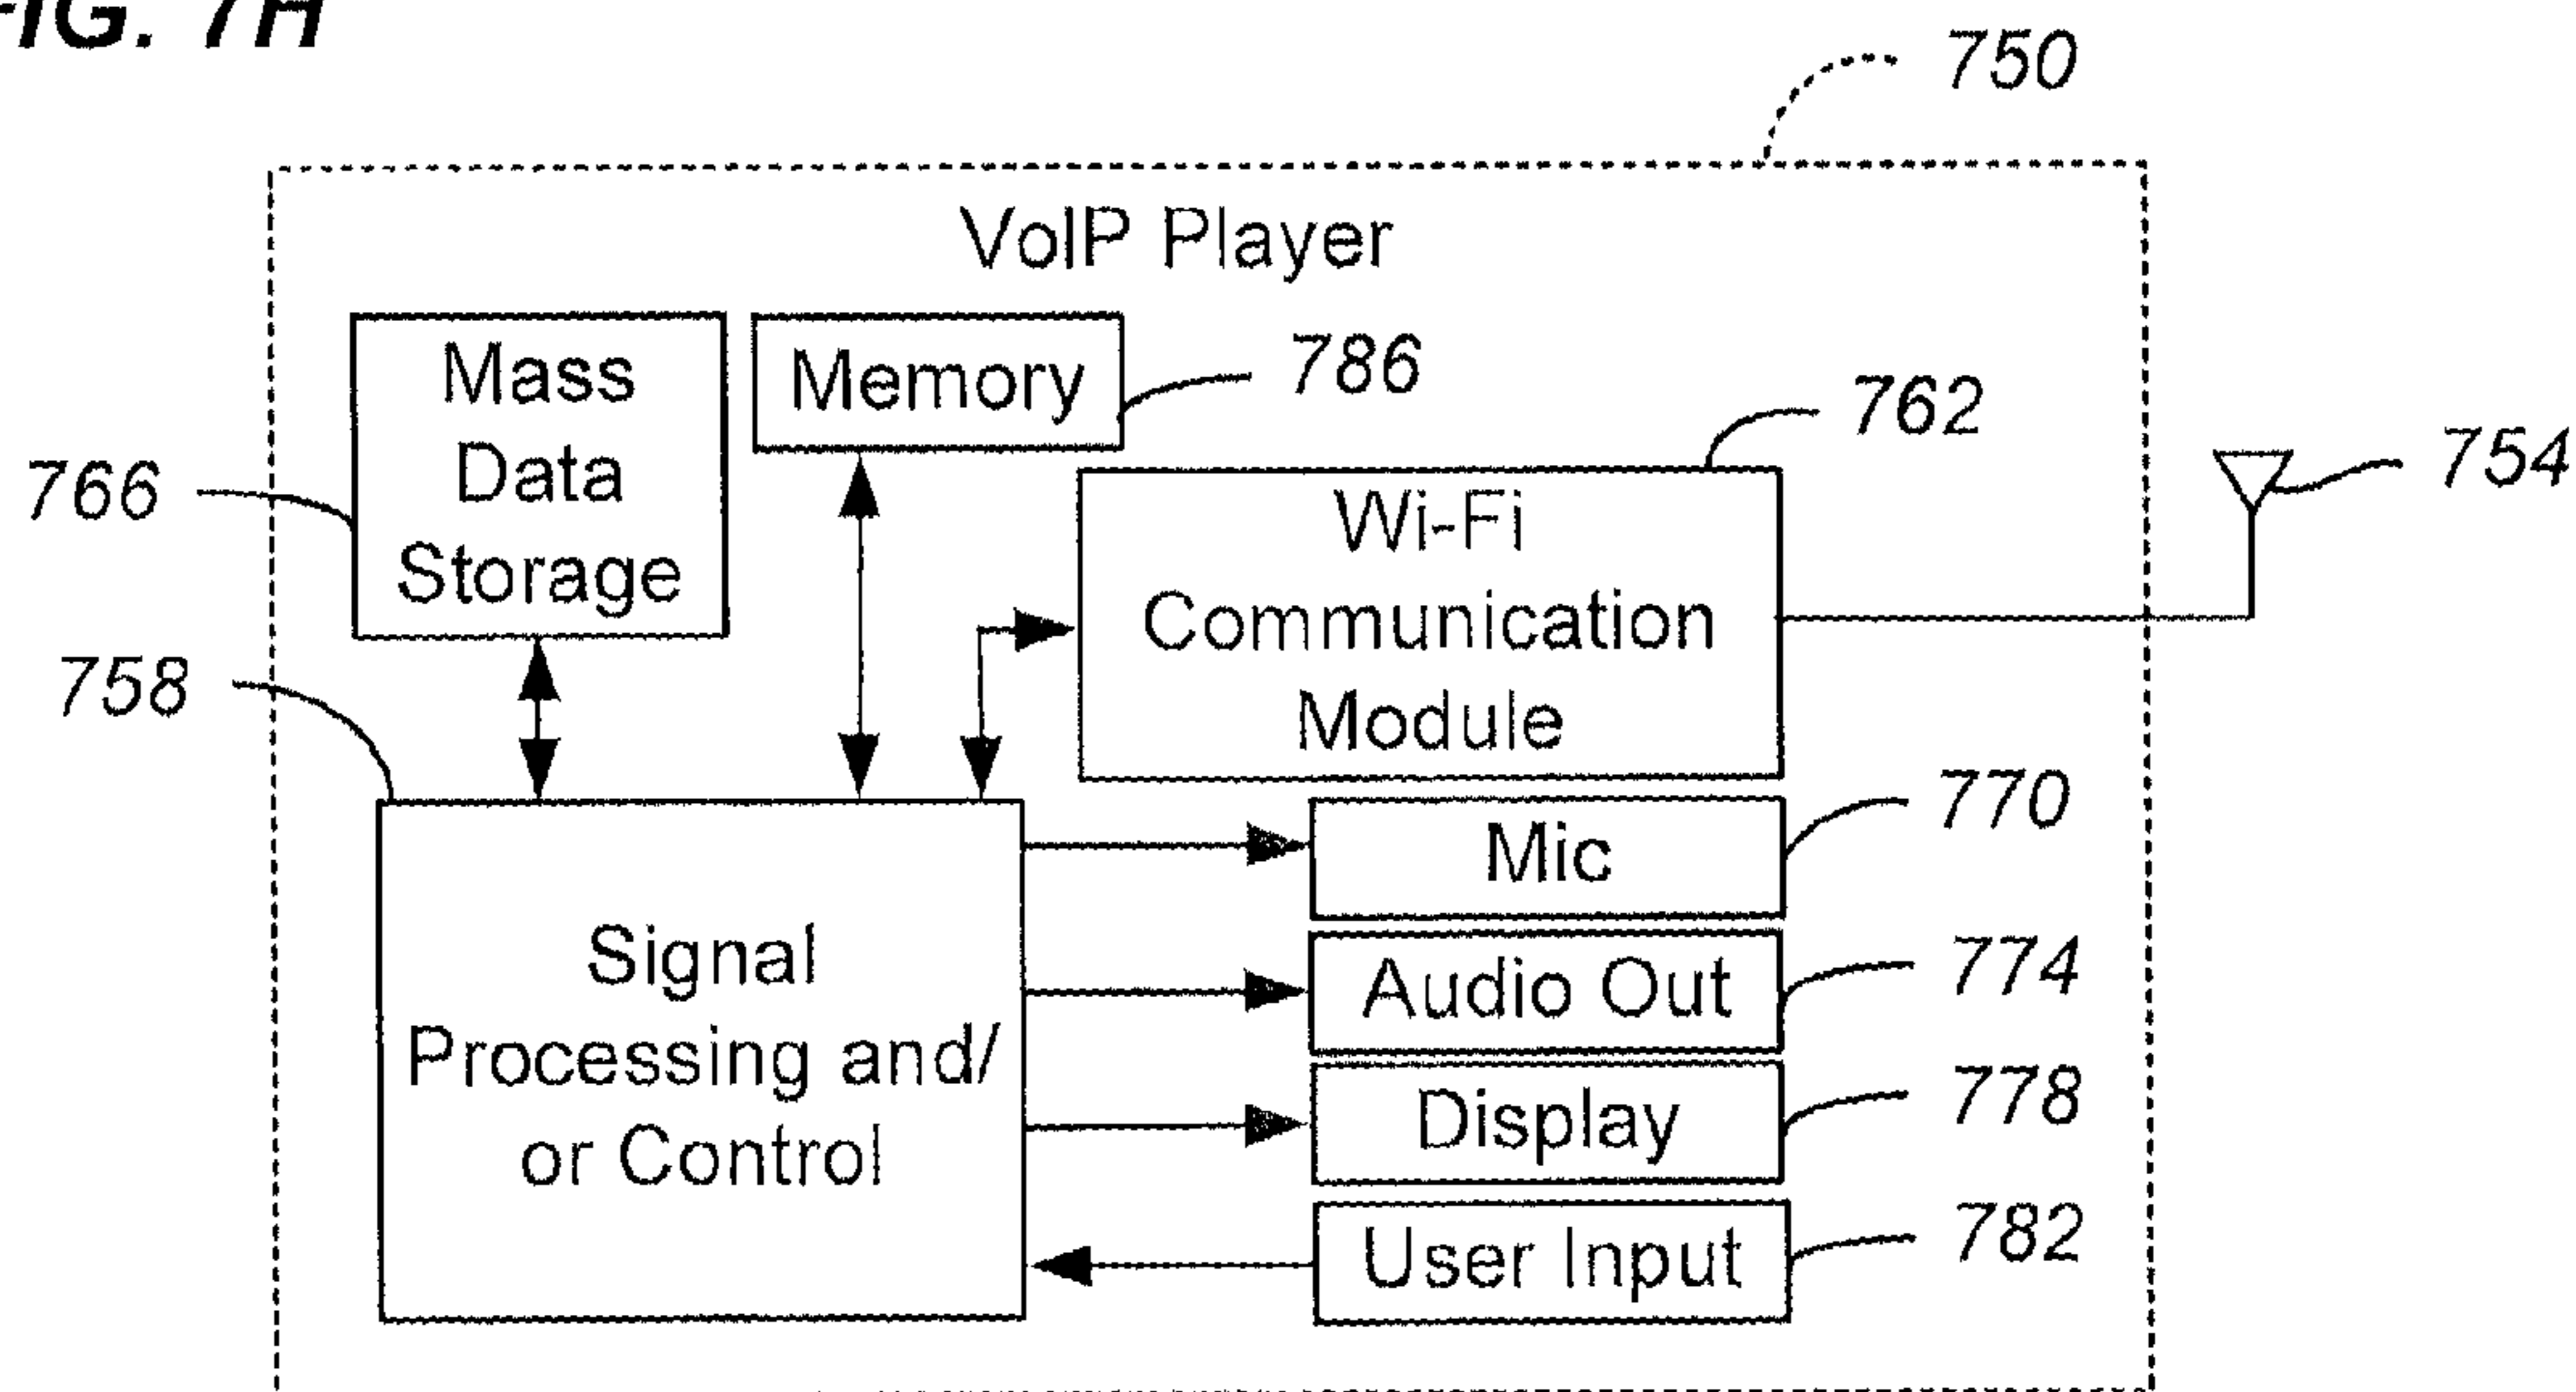 FIG. 7H
750
VoIP Player
Mass
Data
Storage
Memory
786
762
766
Wi-Fi
Communication
Module
754
758
Signal
Processing and/
or Control
Mic
770
Audio Out
774
Display
778
User Input
782